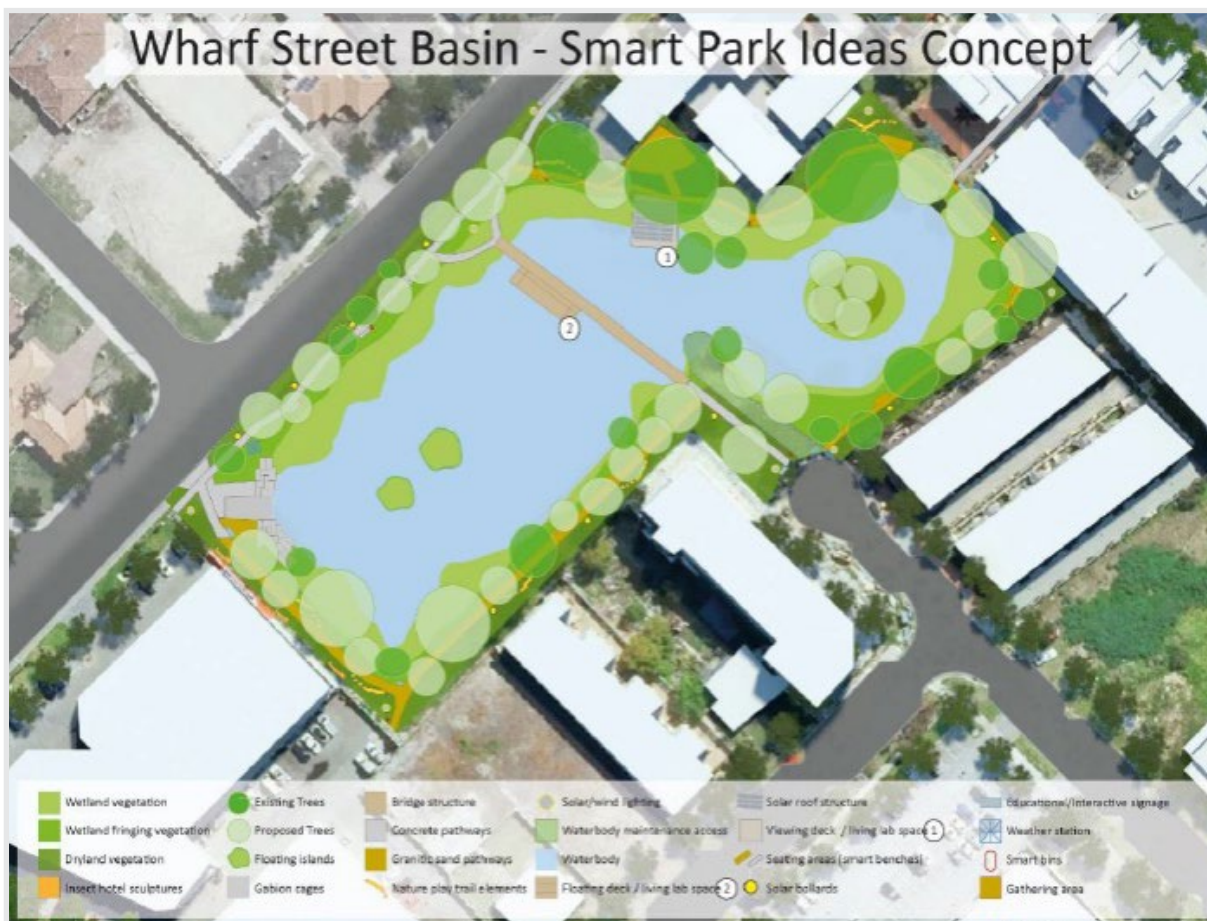 Wharf Street Basin - Smart Park Ideas Concept
1
2
Wetland vegetation
Wetland fringing vegetation
Dryland vegetation
Insect hotel sculptures
Existing Trees
Proposed Trees
Floating islands
Gabion cages
Bridge structure
Concrete pathways
Granitic sand pathways
Nature play trail elements
Solar/wind lighting
Waterbody maintenance access
Waterbody
Floating deck / living lab space 2
Solar roof structure
Viewing deck / living lab space 1
Seating areas (smart benches)
Solar bollards
Educational/Interactive signage
Weather station
Smart bins
Gathering area